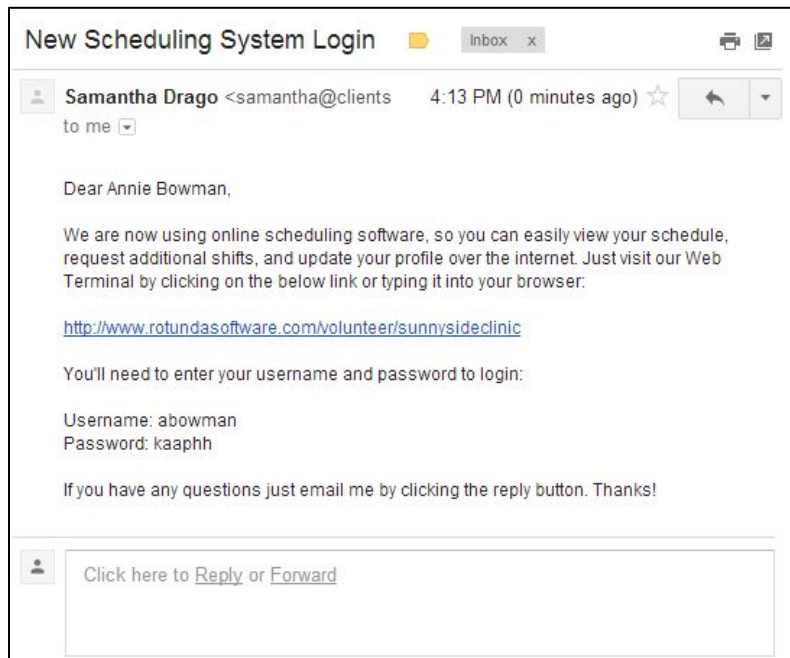 New Scheduling System Login Inbox x
Samantha Drago <samantha@clients 4:13 PM (0 minutes ago)
to me
Dear Annie Bowman,
We are now using online scheduling software, so you can easily view your schedule,
request additional shifts, and update your profile over the internet. Just visit our Web
Terminal by clicking on the below link or typing it into your browser:
http://www.rotundasoftware.com/volunteer/sunnysideclinic
You'll need to enter your username and password to login:
Username: abowman
Password: kaaphh
If you have any questions just email me by clicking the reply button. Thanks!
Click here to Reply or Forward